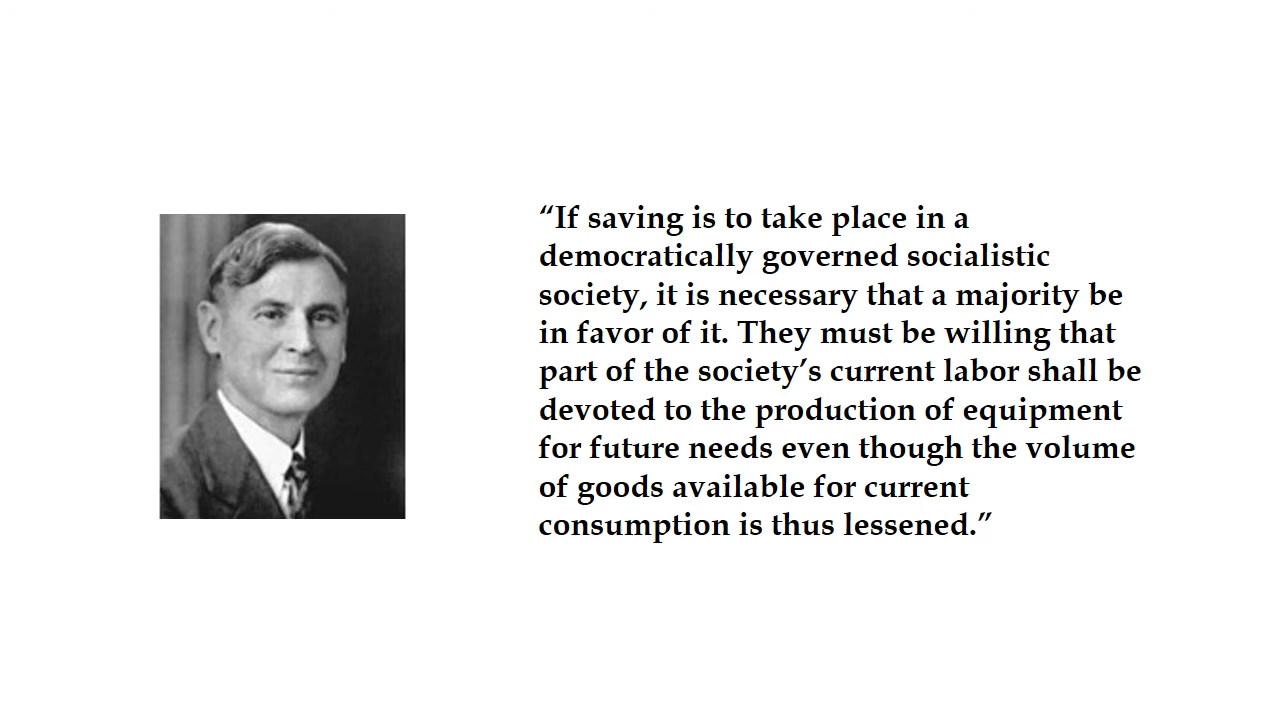 “If saving is to take place in a
democratically governed socialistic
society, it is necessary that a majority be
in favor of it. They must be willing that
part of the society’s current labor shall be
devoted to the production of equipment
for future needs even though the volume
of goods available for current
consumption is thus lessened.”